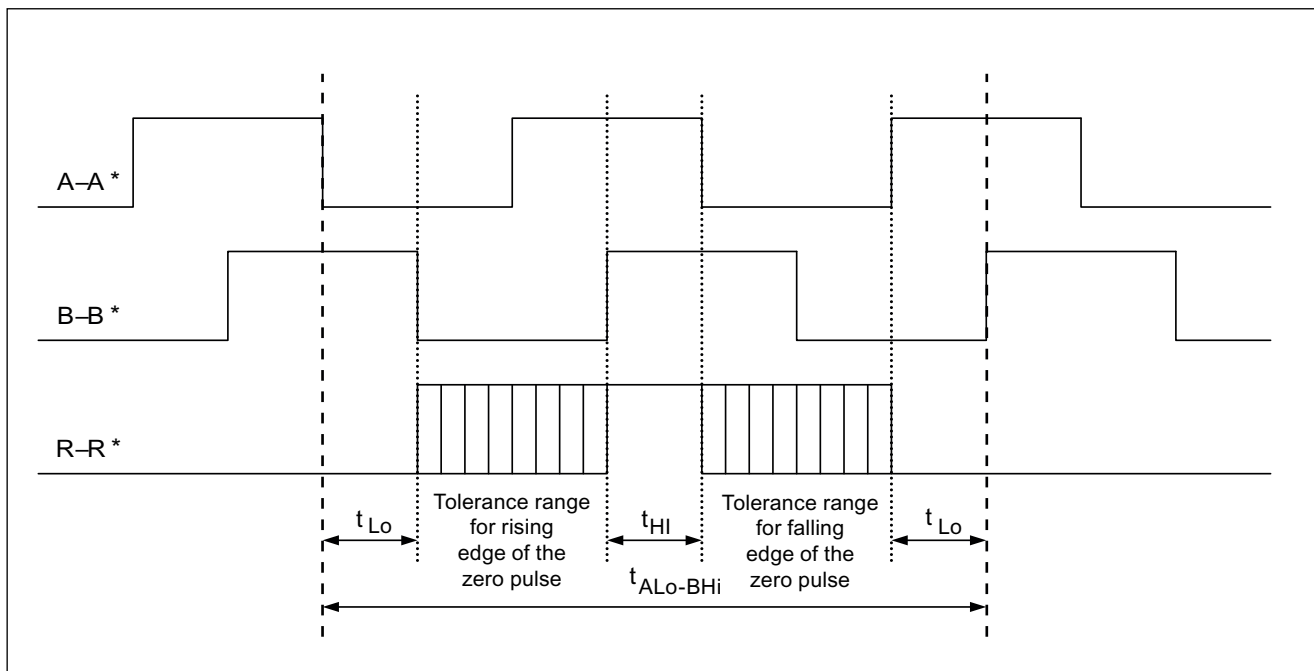 A–A*
B–B*
R–R*
t Lo
Tolerance range
for rising
edge of the
zero pulse
t HI
Tolerance range
for falling
edge of the
zero pulse
t Lo
t ALo-BHi